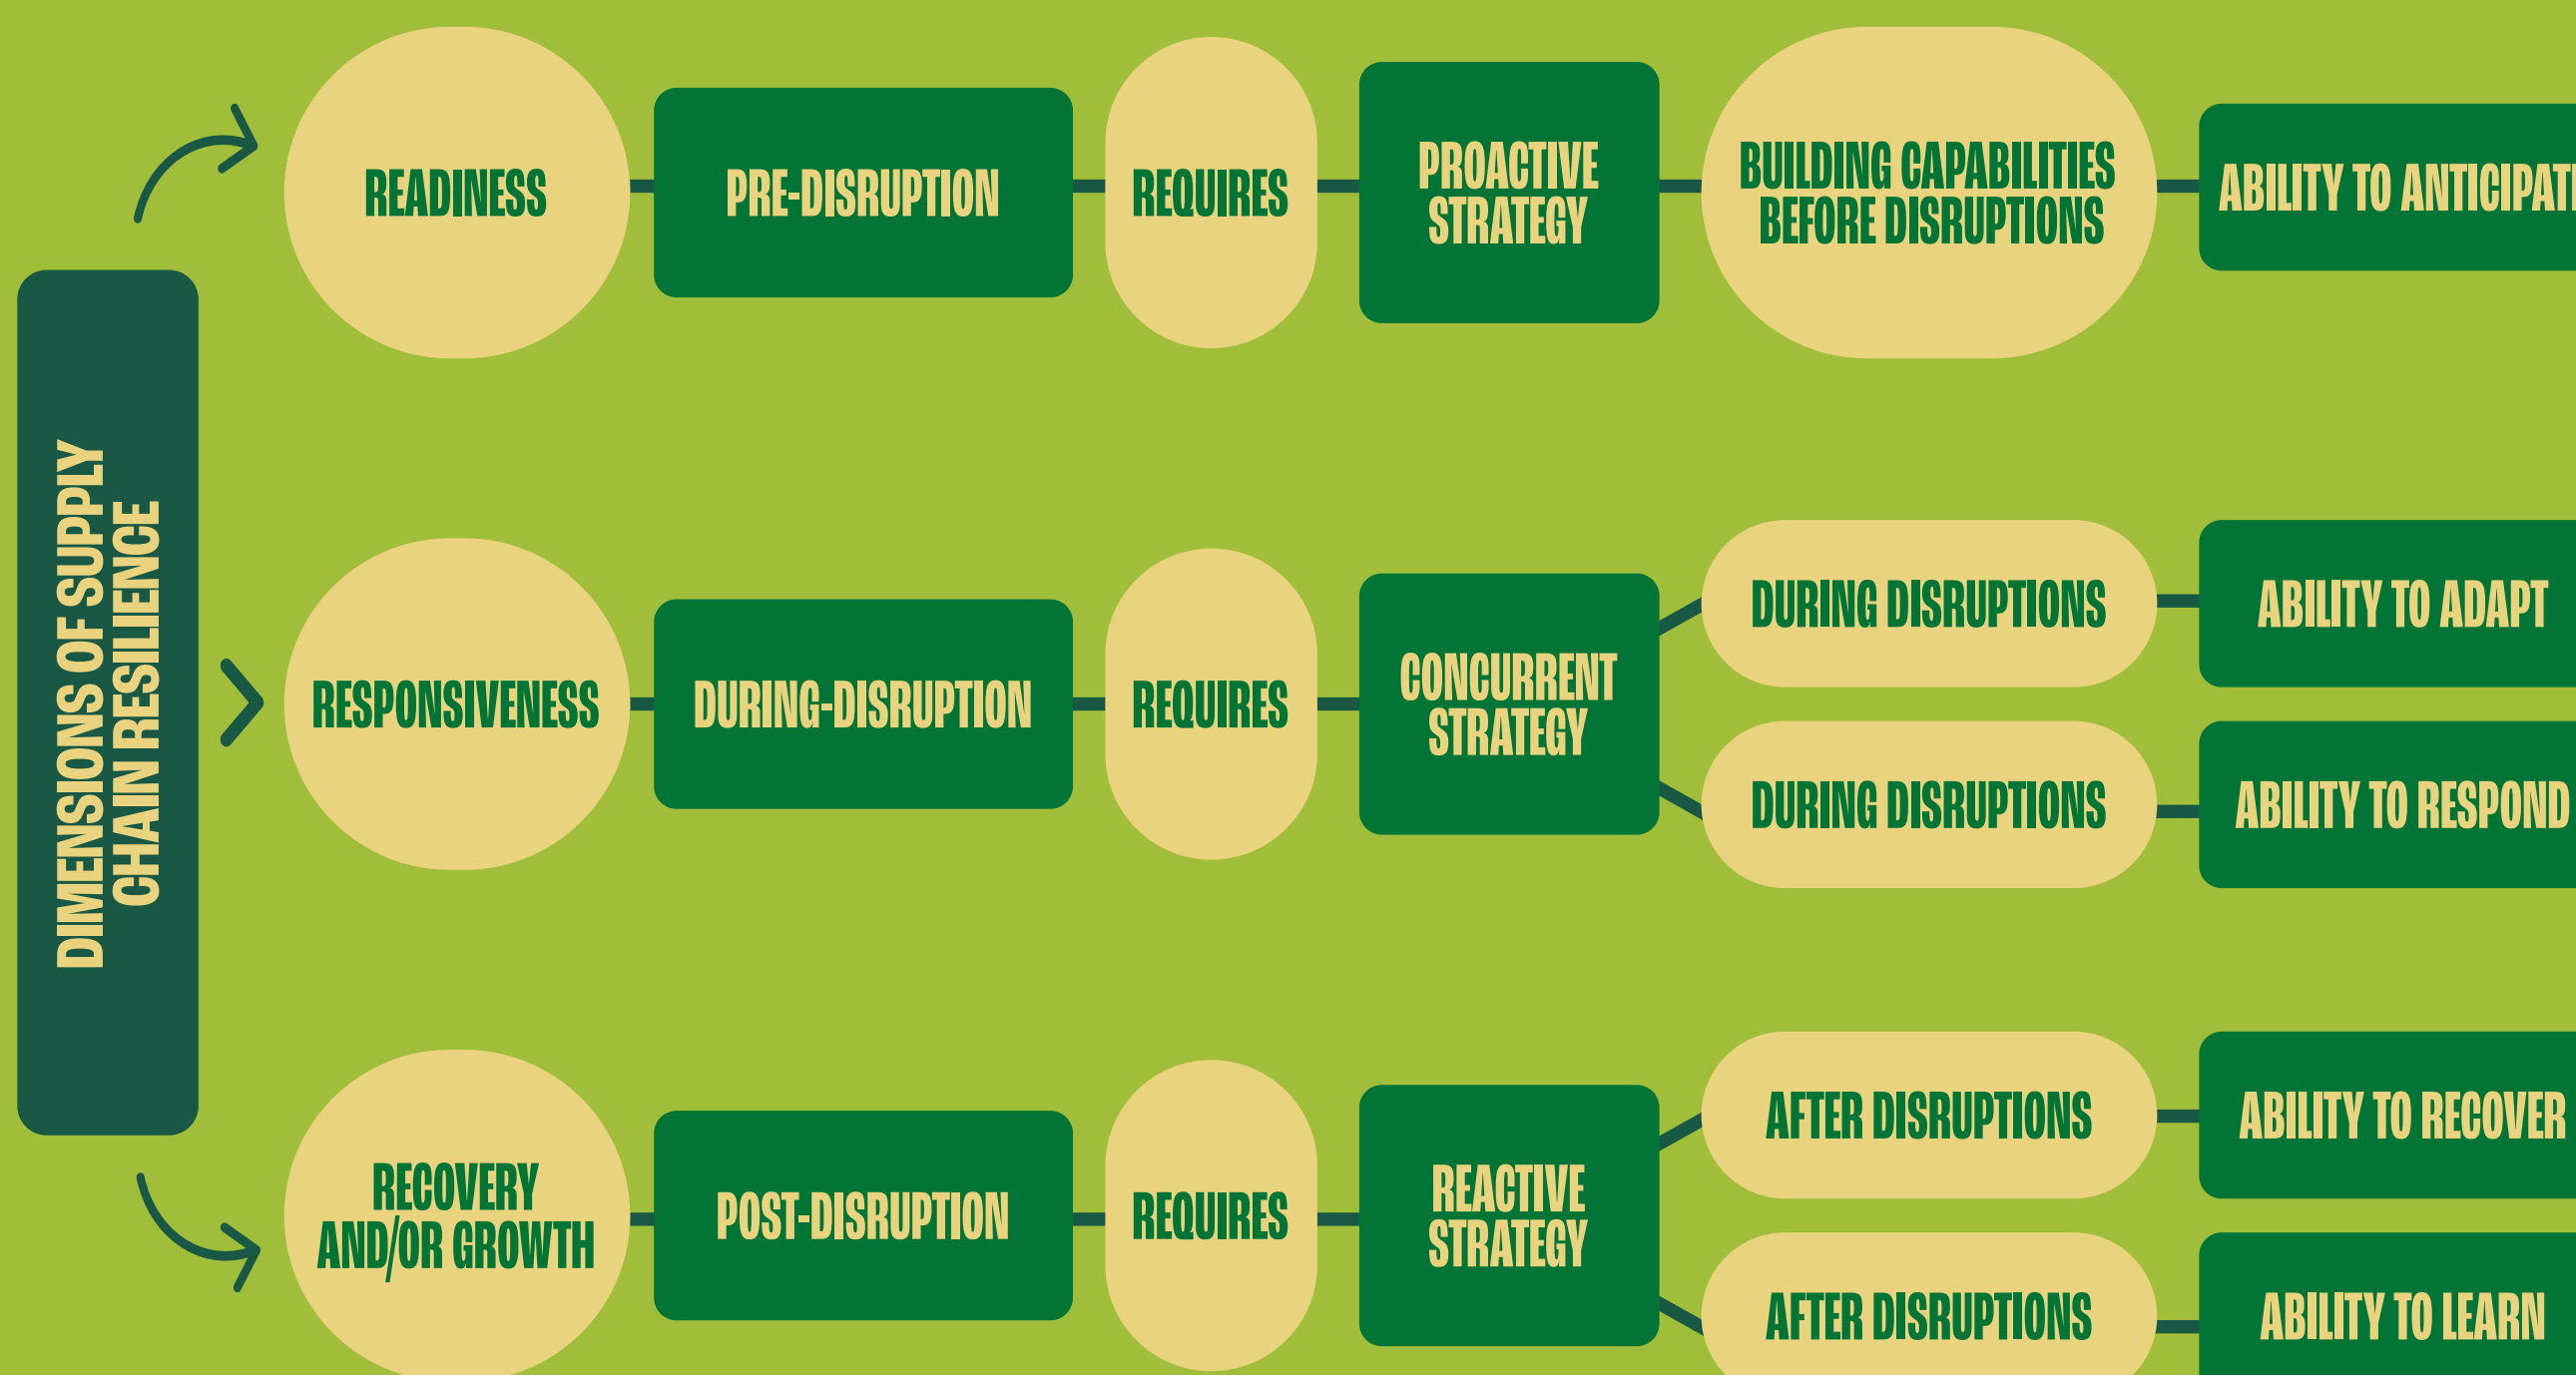 DIMENSIONS OF SUPPLY
CHAIN RESILIENCE
READINESS
PRE-DISRUPTION
REQUIRES
PROACTIVE
STRATEGY
BUILDING CAPABILITIES
BEFORE DISRUPTIONS
ABILITY TO
RESPONSIVENESS
DURING-DISRUPTION
REQUIRES
CONCURRENT
STRATEGY
DURING DISRUPTIONS
ABILITY TO ADAPT
DURING DISRUPTIONS
ABILITY TO RESPOND
RECOVERY
AND/OR GROWTH
POST-DISRUPTION
REQUIRES
REACTIVE
STRATEGY
AFTER DISRUPTIONS
ABILITY TO RECOVER
AFTER DISRUPTIONS
ABILITY TO LEARN